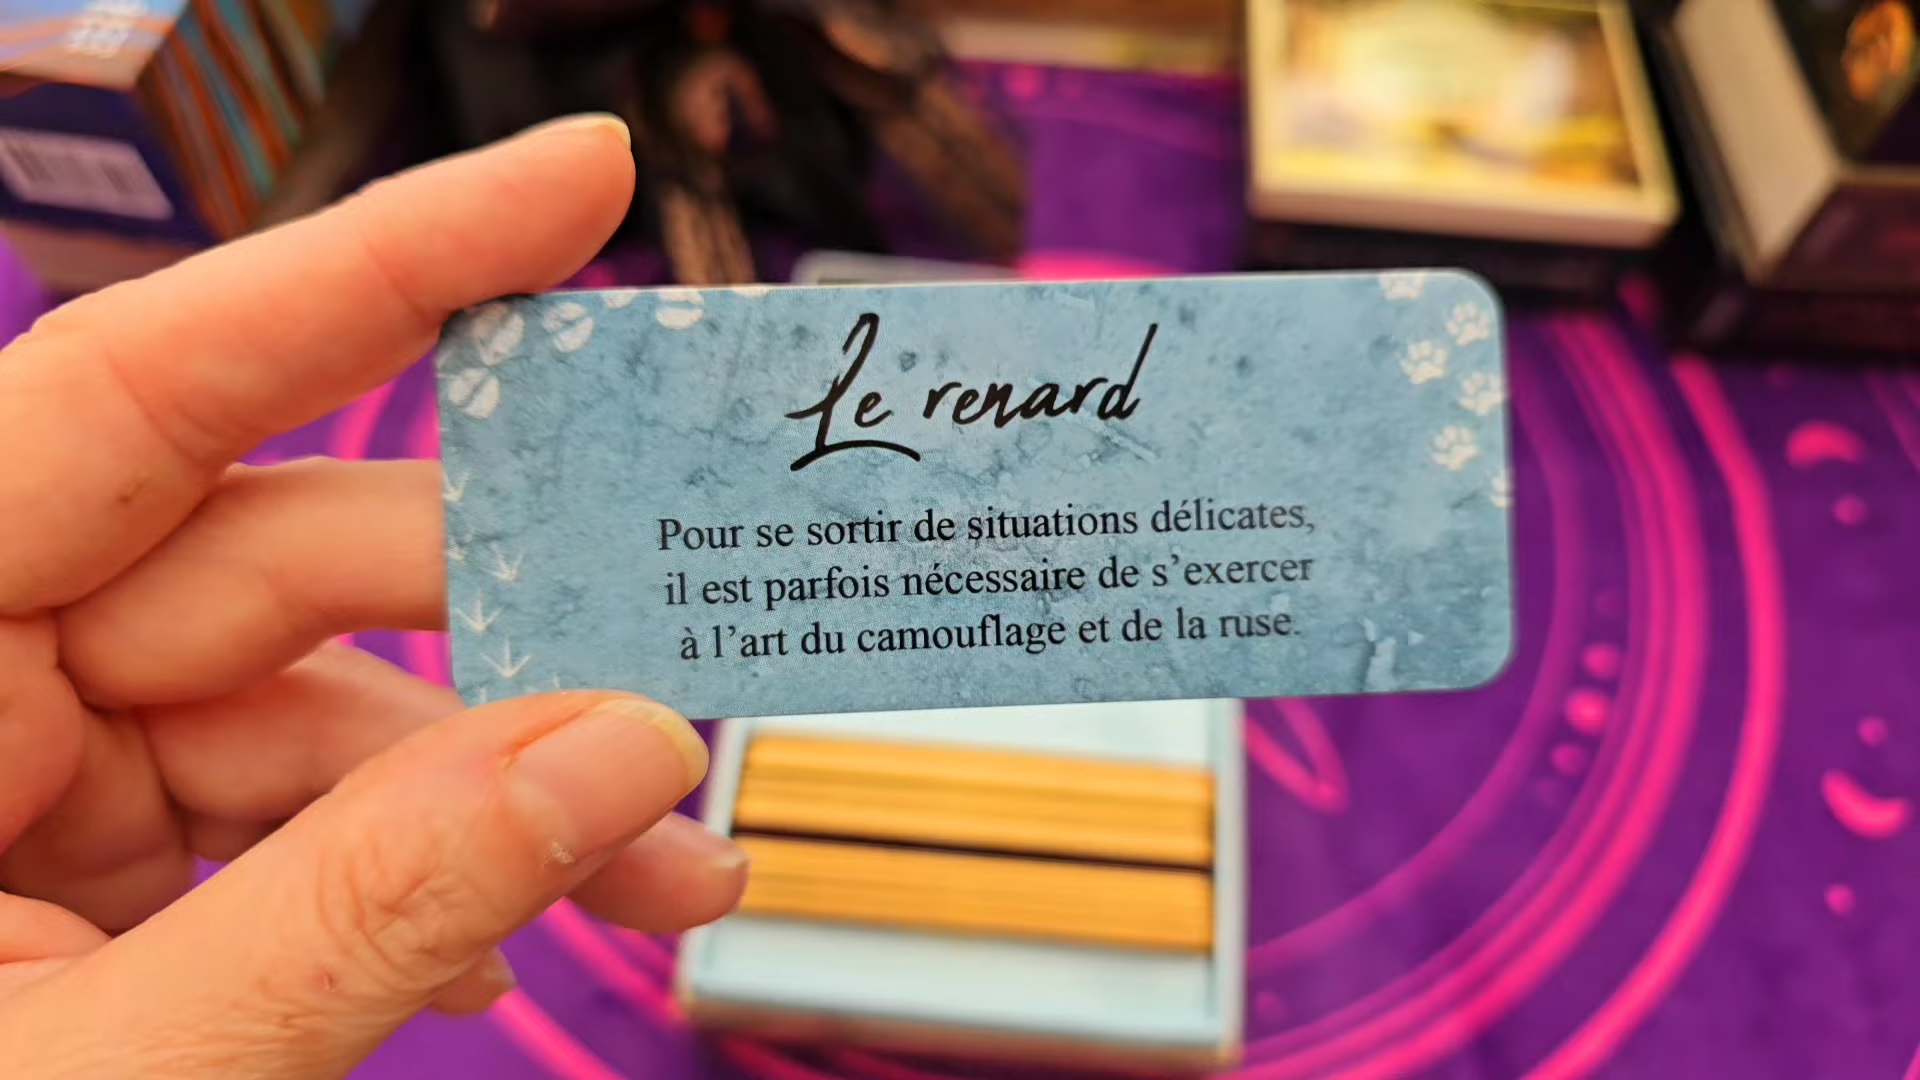 Le renard
Pour se sortir de situations délicates,
il est parfois nécessaire de s’exercer
à l’art du camouflage et de la ruse.